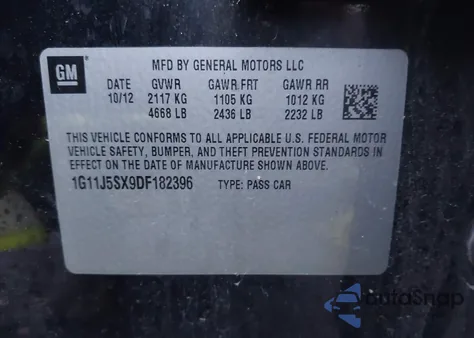 GM
MFD BY GENERAL MOTORS LLC
DATE GVWR GAWR FRT GAWR RR
10/12 2117 KG 1105 KG 1012 KG
4668 LB 2436 LB 2232 LB
THIS VEHICLE CONFORMS TO ALL APPLICABLE U.S. FEDERAL MOTOR
VEHICLE SAFETY, BUMPER, AND THEFT PREVENTION STANDARDS IN
EFFECT ON THE DATE OF MANUFACTURE SHOWN ABOVE.
1G11J5SX9DF182396 TYPE: PASS CAR
AutoSnap